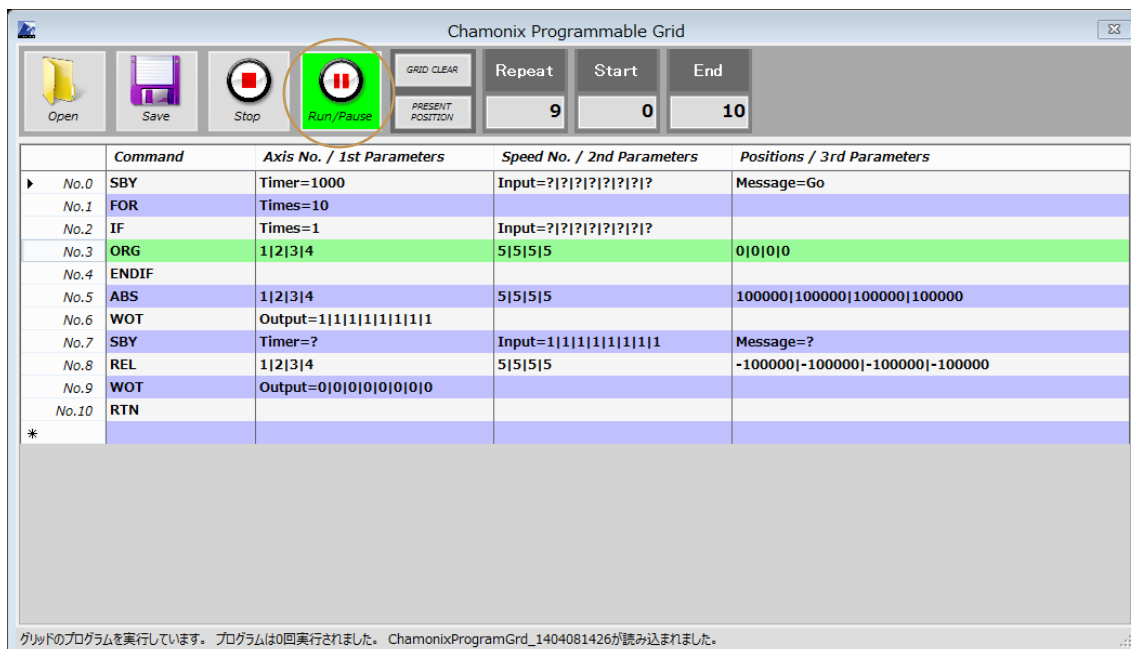 Chamonix Programmable Grid
Open Save Stop Run/Pause GRID CLEAR PRESENT POSITION Repeat Start End
9 0 10
Command Axis No. / 1st Parameters Speed No. / 2nd Parameters Positions / 3rd Parameters
No.0 SBY Timer=1000 Input=?|?|?|?|?|?|?|? Message=Go
No.1 FOR Times=10
No.2 IF Times=1 Input=?|?|?|?|?|?|?|?
No.3 ORG 1|2|3|4 5|5|5|5 0|0|0|0
No.4 ENDIF
No.5 ABS 1|2|3|4 5|5|5|5 100000|100000|100000|100000
No.6 WOT Output=1|1|1|1|1|1|1|1
No.7 SBY Timer=? Input=1|1|1|1|1|1|1|1 Message=?
No.8 REL 1|2|3|4 5|5|5|5 -100000|-100000|-100000|-100000
No.9 WOT Output=0|0|0|0|0|0|0|0
No.10 RTN
*
グリッドのプログラムを実行しています。 プログラムは0回実行されました。 ChamonixProgramGrd_1404081426が読み込まれました。